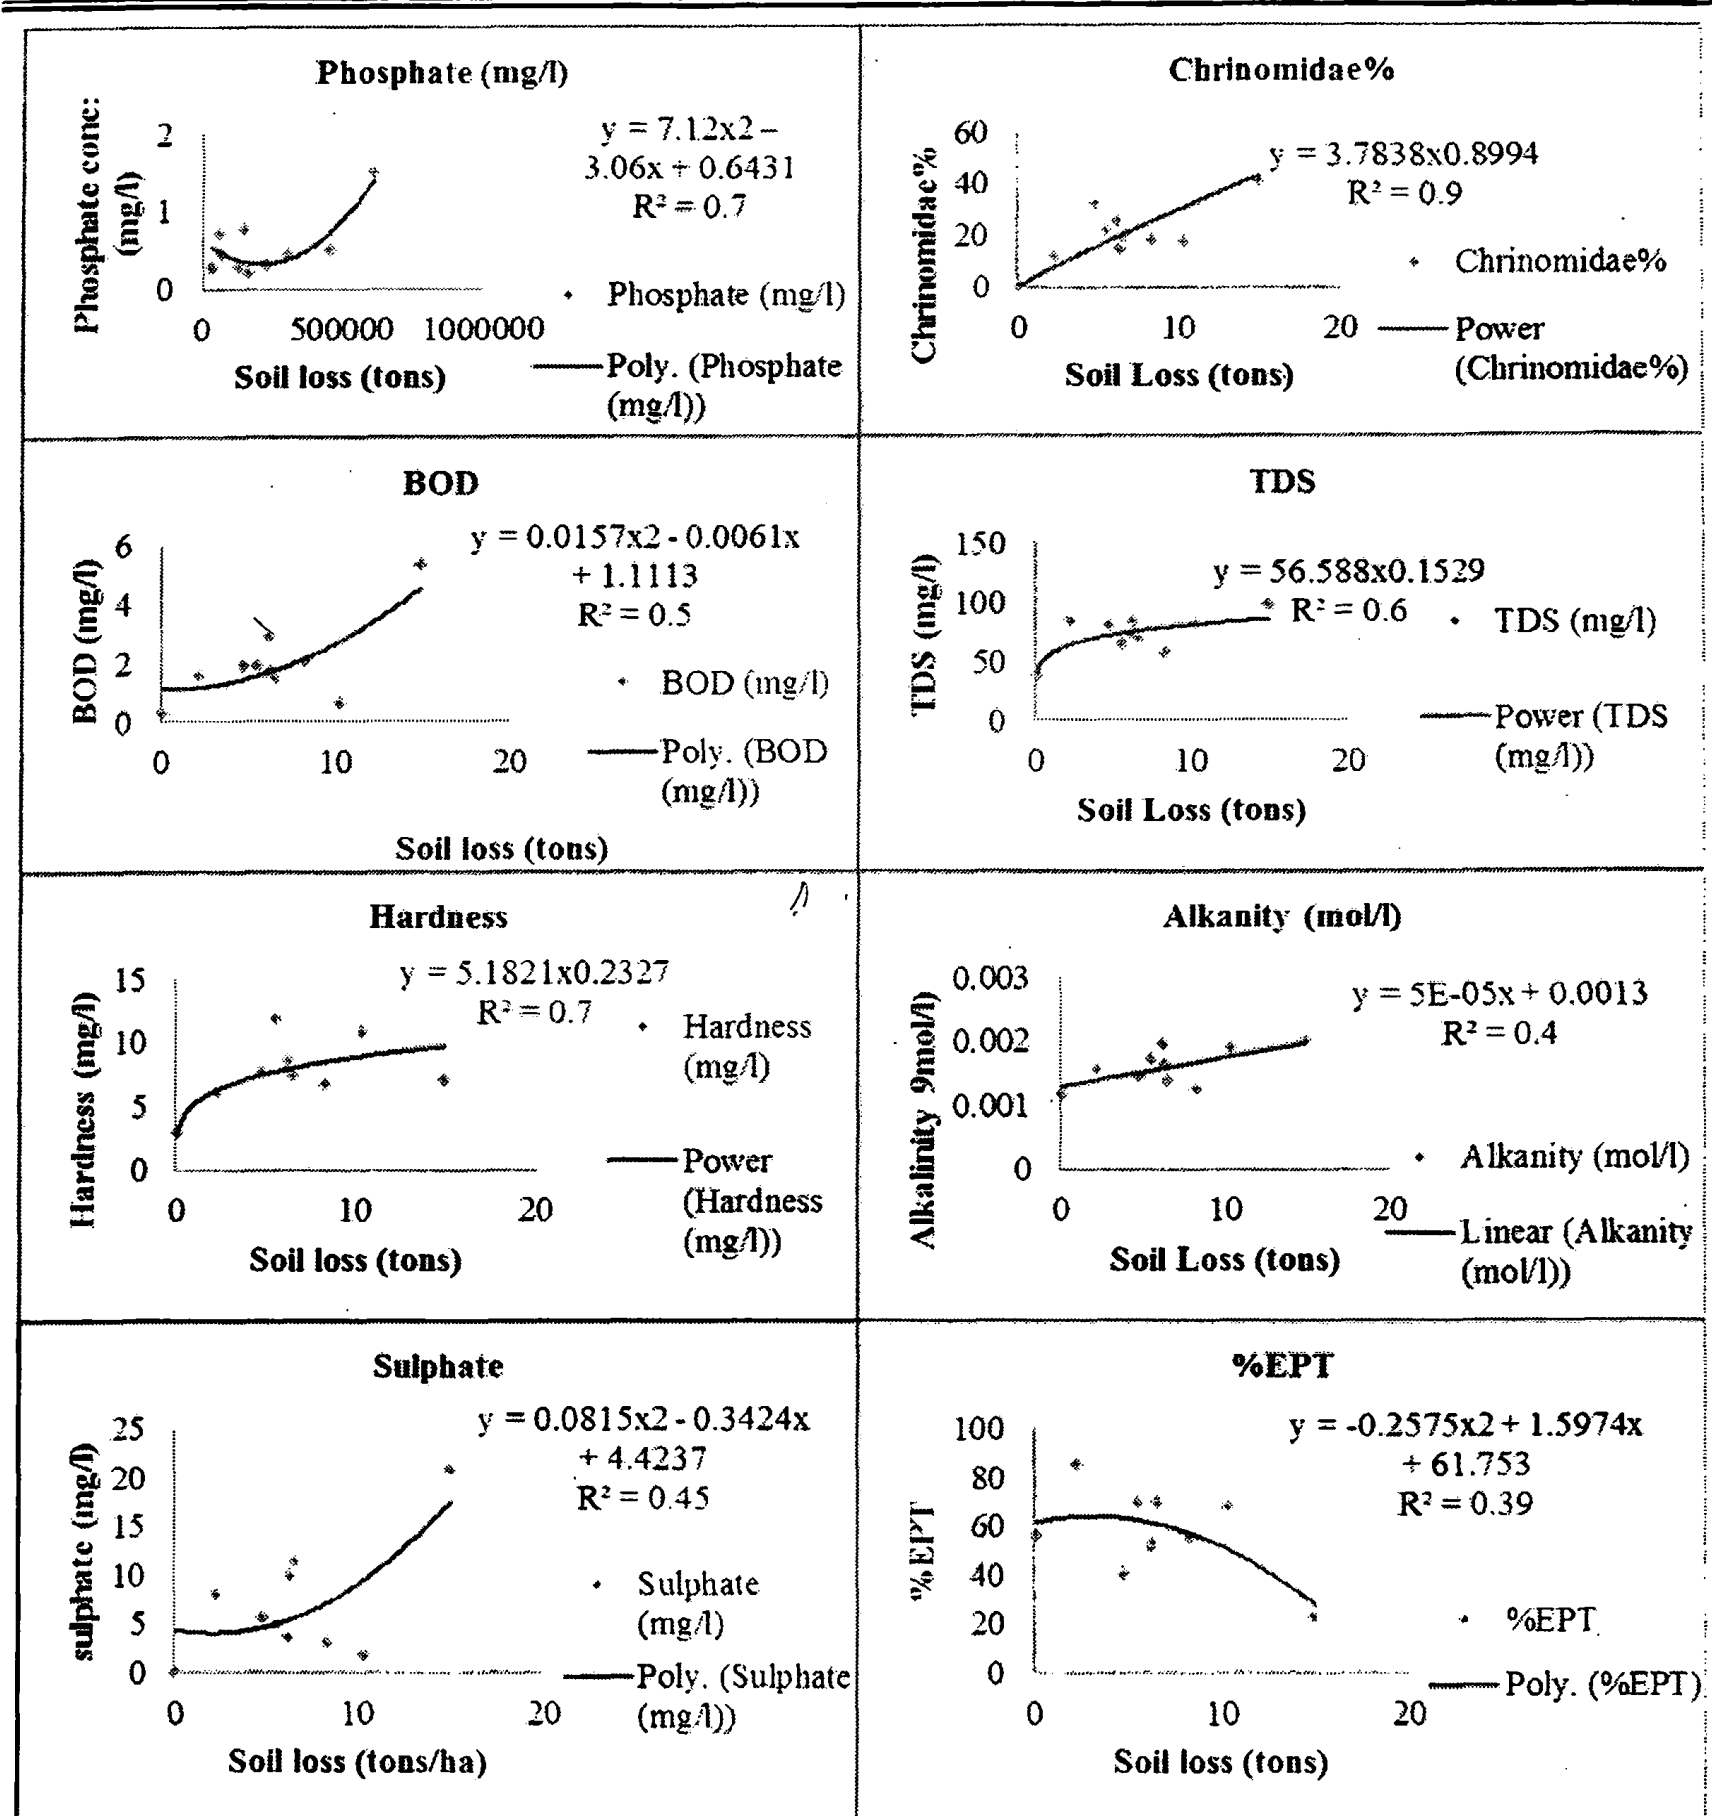 Phosphate (mg/l)
Phosphate conc:
(mg/l)
2
1
0
0 500000 1000000
Soil loss (tons)
y = 7.12x2 –
3.06x + 0.6431
R² = 0.7
Phosphate (mg/l)
Poly. (Phosphate
(mg/l))
Chrinomidae%
Chrinomidae%
60
40
20
0
0 10 20
Soil Loss (tons)
y = 3.7838x0.8994
R² = 0.9
Chrinomidae%
Power
(Chrinomidae%)
BOD
BOD (mg/l)
6
4
2
0
0 10 20
Soil loss (tons)
y = 0.0157x2 - 0.0061x
+ 1.1113
R² = 0.5
BOD (mg/l)
Poly. (BOD
(mg/l))
TDS
TDS (mg/l)
150
100
50
0
0 10 20
Soil Loss (tons)
y = 56.588x0.1529
R² = 0.6
TDS (mg/l)
Power (TDS
(mg/l))
Hardness
Hardness (mg/l)
15
10
5
0
0 10 20
Soil loss (tons)
y = 5.1821x0.2327
R² = 0.7
Hardness
(mg/l)
Power
(Hardness
(mg/l))
Alkanity (mol/l)
Alkalinity 9mol/l)
0.003
0.002
0.001
0
0 10 20
Soil Loss (tons)
y = 5E-05x + 0.0013
R² = 0.4
Alkanity (mol/l)
Linear (Alkanity
(mol/l))
Sulphate
sulphate (mg/l)
25
20
15
10
5
0
0 10 20
Soil loss (tons/ha)
y = 0.0815x2 - 0.3424x
+ 4.4237
R² = 0.45
Sulphate
(mg/l)
Poly. (Sulphate
(mg/l))
%EPT
%EPT
100
80
60
40
20
0
0 10 20
Soil loss (tons)
y = -0.2575x2 + 1.5974x
+ 61.753
R² = 0.39
%EPT
Poly. (%EPT)